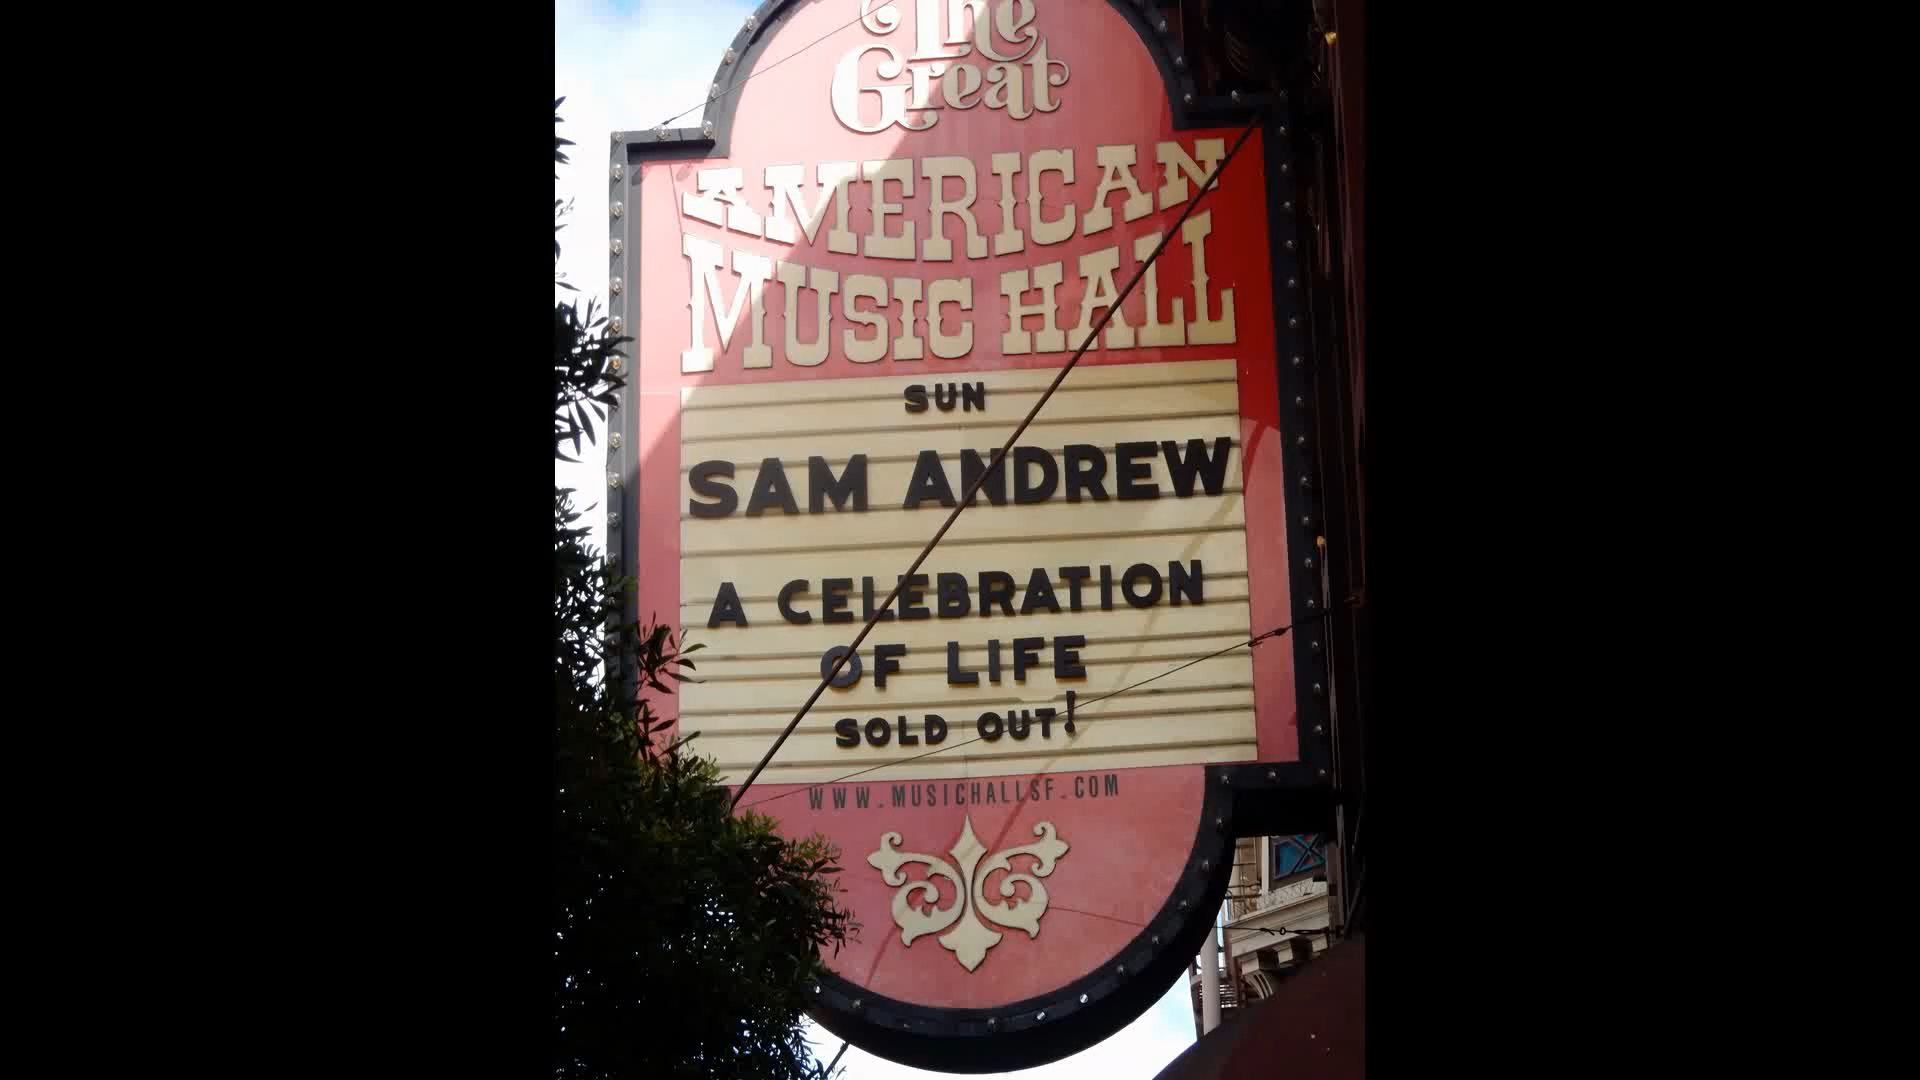 The
Great
AMERICAN
MUSIC HALL
SUN
SAM ANDREW
A CELEBRATION
OF LIFE
SOLD OUT!
WWW.MUSICHALLSF.COM